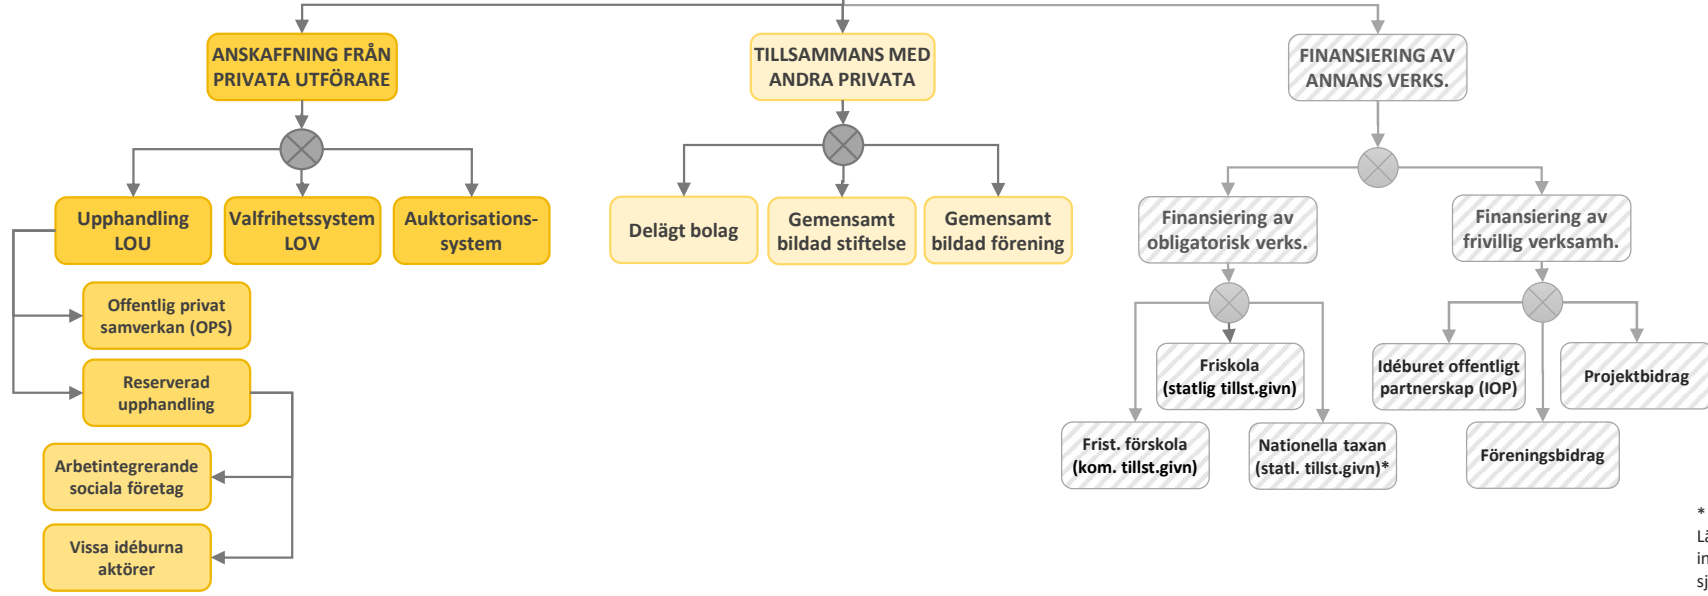 ANSKAFFNING FRÅN
PRIVATA UTFÖRARE
TILLSAMMANS MED
ANDRA PRIVATA
FINANSIERING AV
ANNANS VERKS.
Upphandling
LOU
Valfrihetssystem
LOV
Auktorisations-
system
Delägt bolag
Gemensamt
bildad stiftelse
Gemensamt
bildad förening
Finansiering av
obligatorisk verks.
Finansiering av
frivillig verksamh.
Offentlig privat
samverkan (OPS)
Reserverad
upphandling
Friskola
(statlig tillst.givn)
Idéburet offentligt
partnerskap (IOP)
Projektbidrag
Arbetintegrerande
sociala företag
Frist. förskola
(kom. tillst.givn)
Nationella taxan
(statl. tillst.givn)*
Föreningsbidrag
Vissa idéburna
aktörer
*